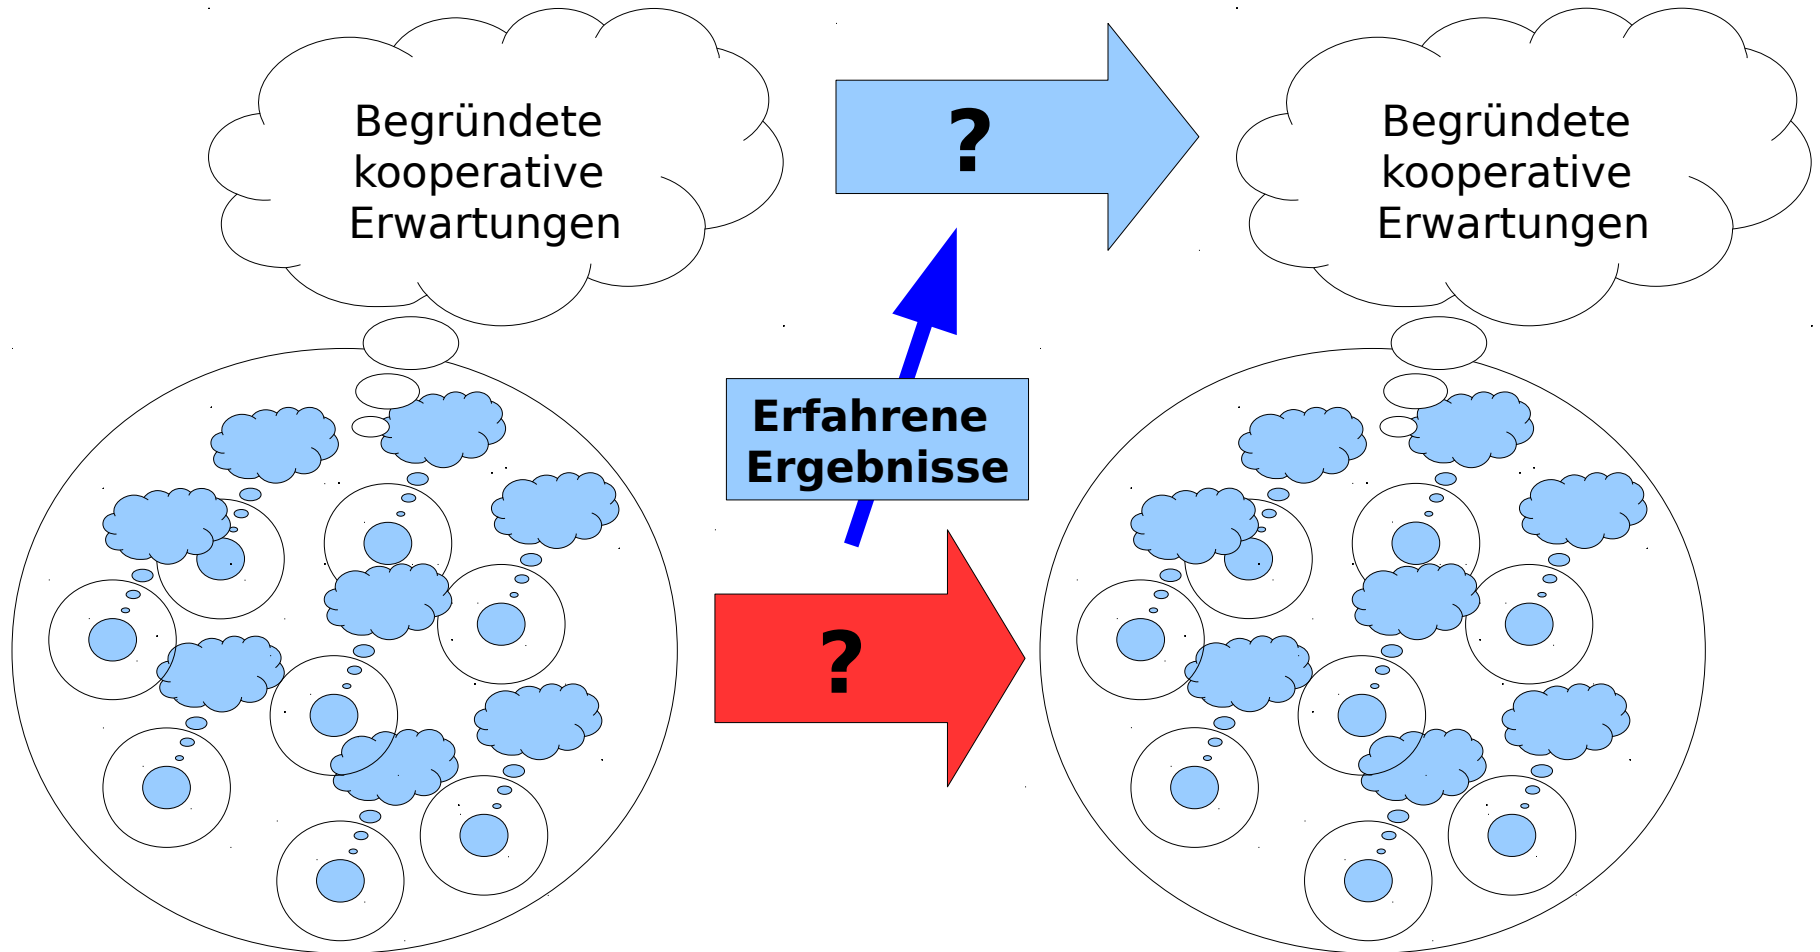 Begründete
kooperative
Erwartungen
?
Begründete
kooperative
Erwartungen
Erfahrene
Ergebnisse
?